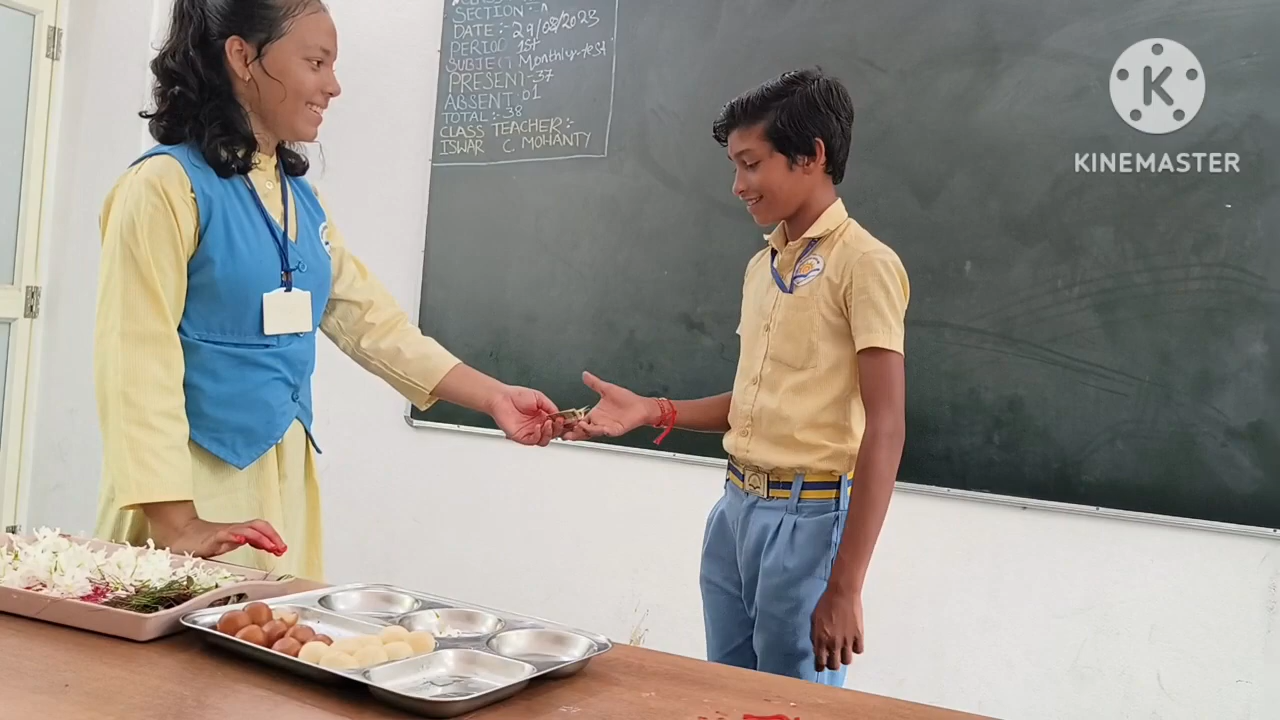 SECTION:- A
DATE:- 29/08/2023
PERIOD 1st
SUBJECT Monthly-test
PRESENT-37
ABSENT 01
TOTAL:-38
CLASS TEACHER:-
ISWAR C. MOHANTY
K
KINEMASTER